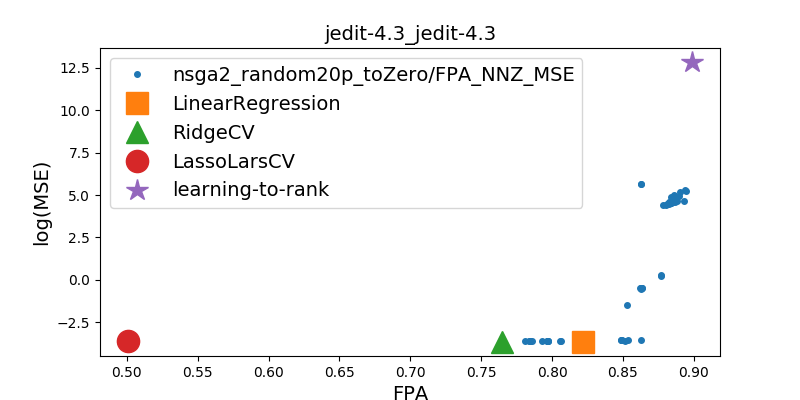 jedit-4.3_jedit-4.3
nsga2_random20p_toZero/FPA_NNZ_MSE
LinearRegression
RidgeCV
LassoLarsCV
learning-to-rank
log(MSE)
12.5
10.0
7.5
5.0
2.5
0.0
−2.5
0.50 0.55 0.60 0.65 0.70 0.75 0.80 0.85 0.90
FPA